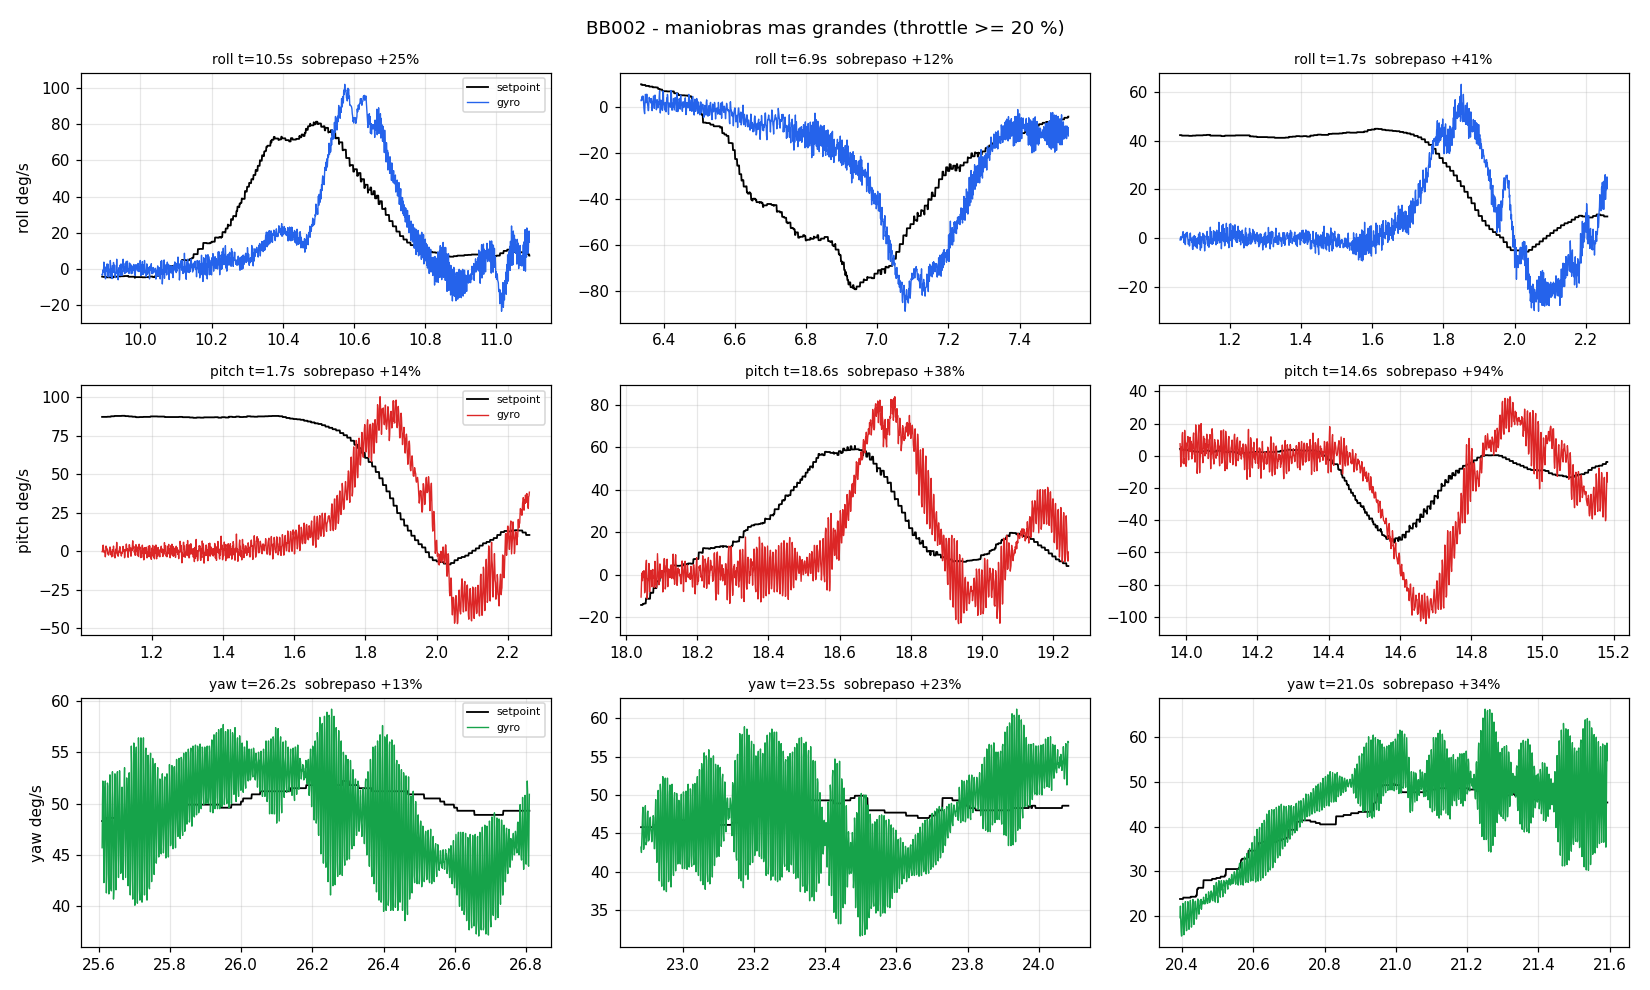 BB002 - maniobras mas grandes (throttle >= 20 %)
roll t=10.5s  sobrepaso +25%
roll t=6.9s  sobrepaso +12%
roll t=1.7s  sobrepaso +41%
roll deg/s
100
80
60
40
20
0
−20
setpoint
gyro
10.0 10.2 10.4 10.6 10.8 11.0
0
−20
−40
−60
−80
6.4 6.6 6.8 7.0 7.2 7.4
60
40
20
0
−20
1.2 1.4 1.6 1.8 2.0 2.2
pitch t=1.7s  sobrepaso +14%
pitch t=18.6s  sobrepaso +38%
pitch t=14.6s  sobrepaso +94%
pitch deg/s
100
75
50
25
0
−25
−50
setpoint
gyro
1.2 1.4 1.6 1.8 2.0 2.2
80
60
40
20
0
−20
18.0 18.2 18.4 18.6 18.8 19.0 19.2
40
20
0
−20
−40
−60
−80
−100
14.0 14.2 14.4 14.6 14.8 15.0 15.2
yaw t=26.2s  sobrepaso +13%
yaw t=23.5s  sobrepaso +23%
yaw t=21.0s  sobrepaso +34%
yaw deg/s
60
55
50
45
40
setpoint
gyro
25.6 25.8 26.0 26.2 26.4 26.6 26.8
60
55
50
45
40
35
23.0 23.2 23.4 23.6 23.8 24.0
60
50
40
30
20
20.4 20.6 20.8 21.0 21.2 21.4 21.6